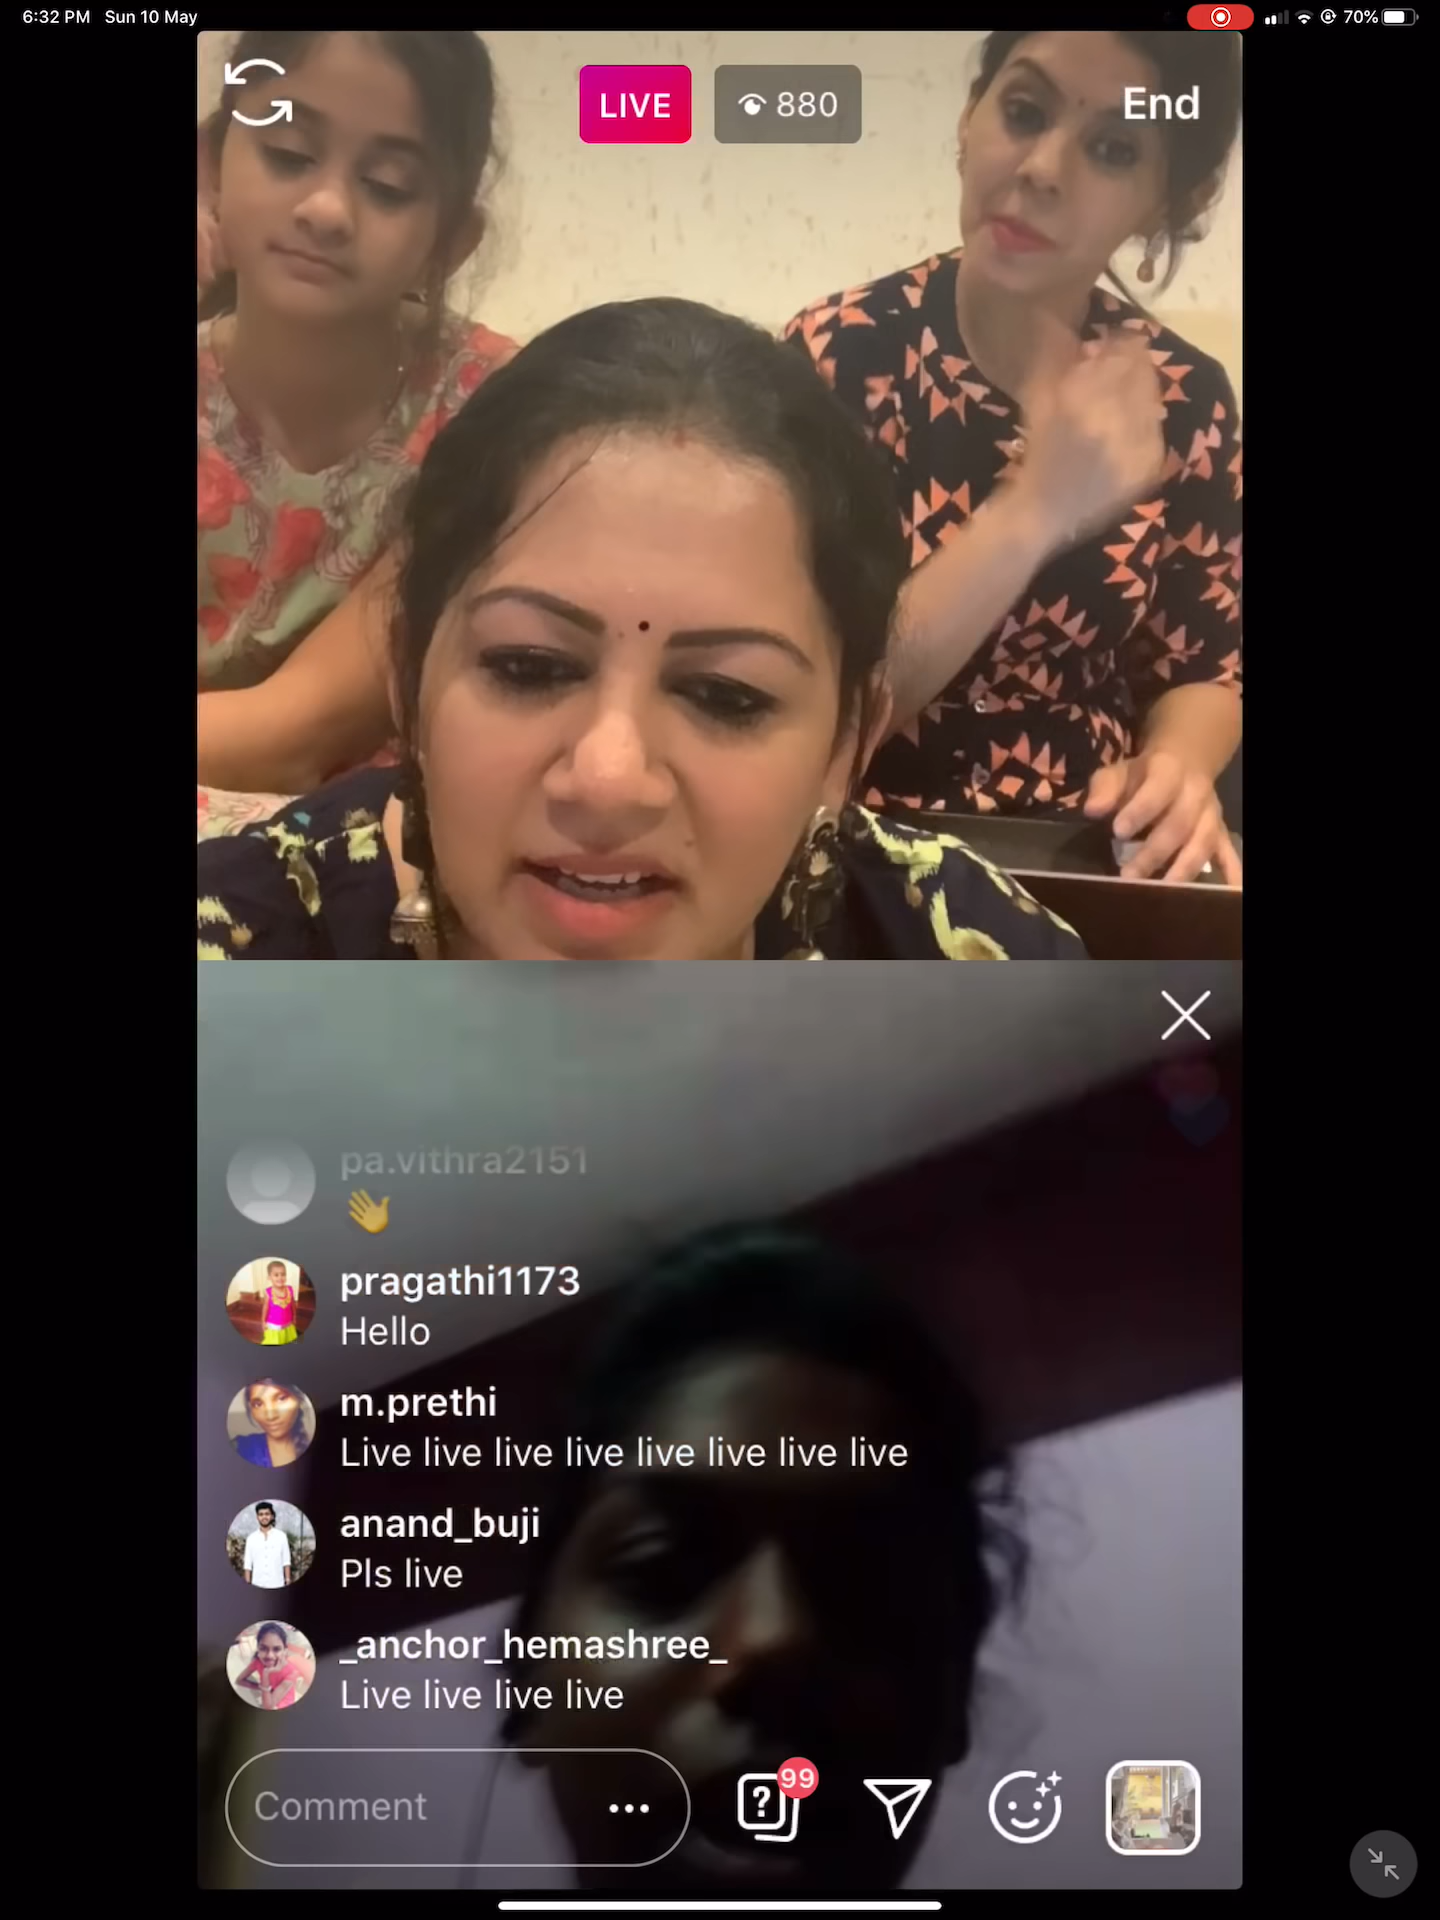 6:32 PM Sun 10 May 70%
LIVE 880 End
pa.vithra2151
👋
pragathi1173
Hello
m.prethi
Live live live live live live live live
anand_buji
Pls live
_anchor_hemashree_
Live live live live
Comment ... ? 99